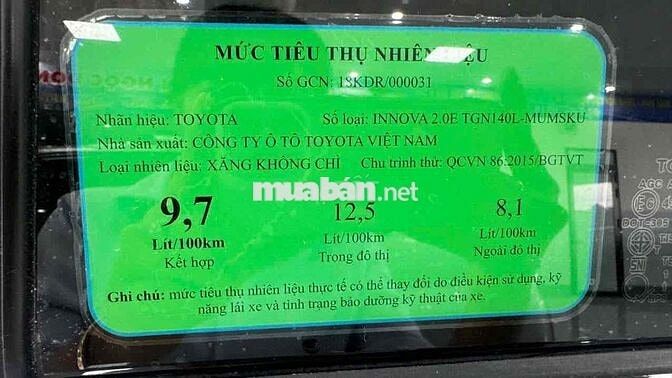 MỨC TIÊU THỤ NHIÊN LIỆU
Số GCN: 18KDR/000031
Nhãn hiệu: TOYOTA Số loại: INNOVA 2.0E TGN140L-MUMSKU
Nhà sản xuất: CÔNG TY Ô TÔ TOYOTA VIỆT NAM
Loại nhiên liệu: XĂNG KHÔNG CHÌ Chu trình thử: QCVN 86:2015/BGTVT
muaban.net
9,7 12,5 8,1
Lít/100km Lít/100km Lít/100km
Kết hợp Trong đô thị Ngoài đô thị
Ghi chú: mức tiêu thụ nhiên liệu thực tế có thể thay đổi do điều kiện sử dụng, kỹ
năng lái xe và tình trạng bảo dưỡng kỹ thuật của xe.
AGC